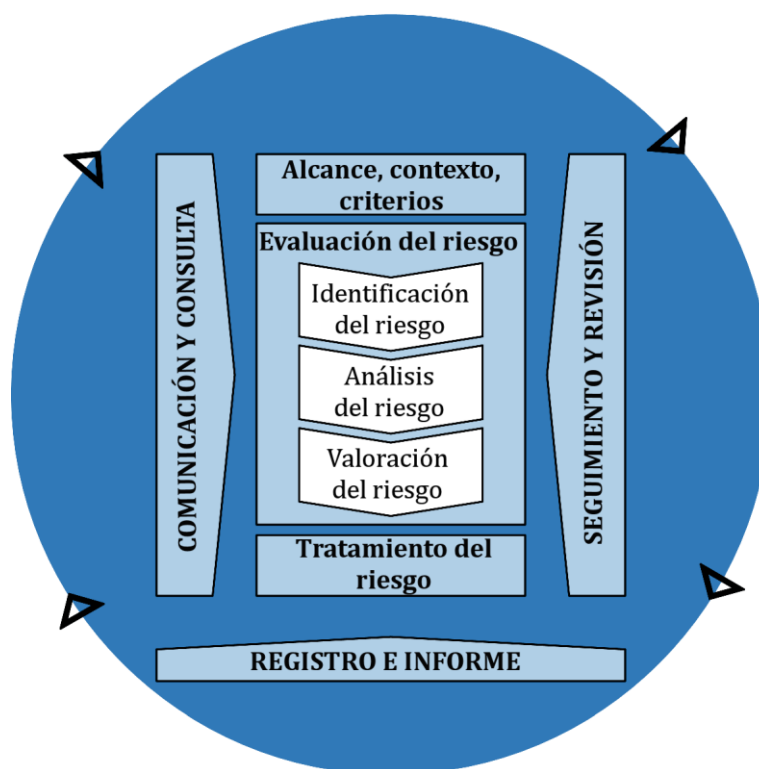 Alcance, contexto,
criterios
Evaluación del riesgo
Identificación
del riesgo
Análisis
del riesgo
Valoración
del riesgo
Tratamiento del
riesgo
COMUNICACIÓN Y CONSULTA
SEGUIMIENTO Y REVISIÓN
REGISTRO E INFORME